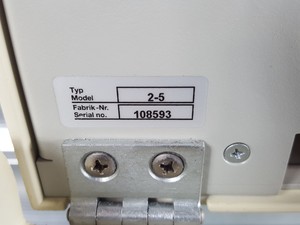 Typ
Model 2-5
Fabrik-Nr.
Serial no. 108593